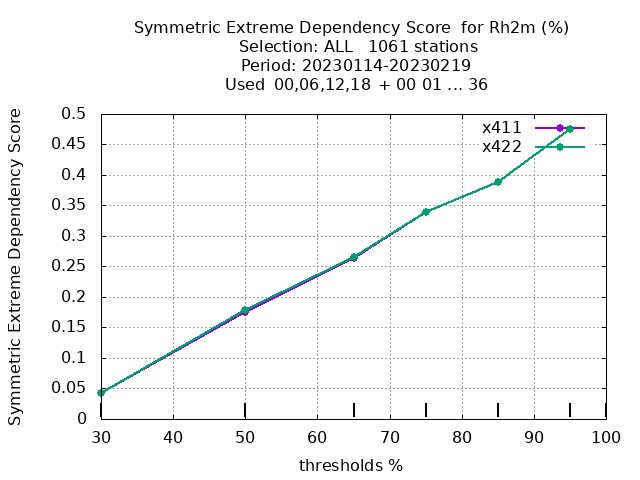 Symmetric Extreme Dependency Score  for Rh2m (%)
Selection: ALL   1061 stations
Period: 20230114-20230219
Used  00,06,12,18  + 00 01 ... 36
Symmetric Extreme Dependency Score
0.5
0.45
0.4
0.35
0.3
0.25
0.2
0.15
0.1
0.05
0
x411
x422
30 40 50 60 70 80 90 100
thresholds %